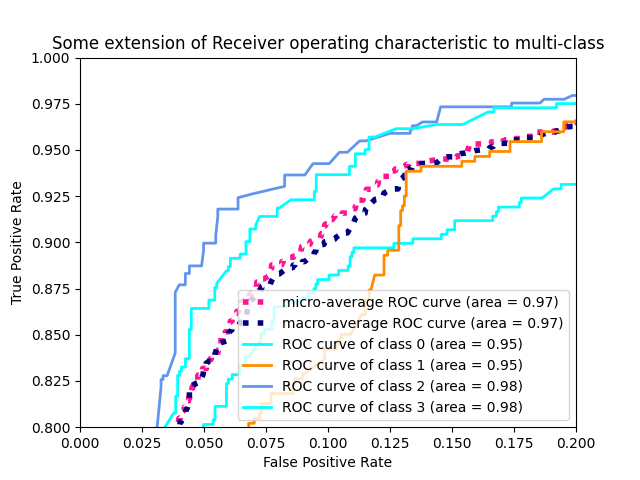 Some extension of Receiver operating characteristic to multi-class
1.000
0.975
0.950
0.925
0.900
0.875
0.850
0.825
0.800
True Positive Rate
micro-average ROC curve (area = 0.97)
macro-average ROC curve (area = 0.97)
ROC curve of class 0 (area = 0.95)
ROC curve of class 1 (area = 0.95)
ROC curve of class 2 (area = 0.98)
ROC curve of class 3 (area = 0.98)
0.000 0.025 0.050 0.075 0.100 0.125 0.150 0.175 0.200
False Positive Rate